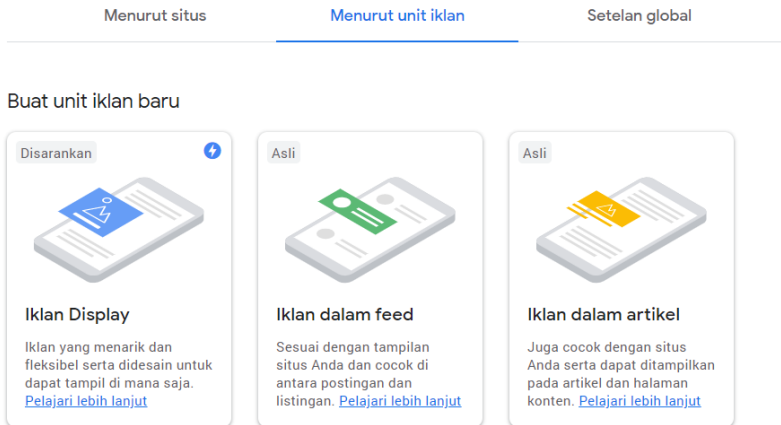 Menurut situs
Menurut unit iklan
Setelan global
Buat unit iklan baru
Disarankan
Iklan Display
Iklan yang menarik dan
fleksibel serta didesain untuk
dapat tampil di mana saja.
Pelajari lebih lanjut
Asli
Iklan dalam feed
Sesuai dengan tampilan
situs Anda dan cocok di
antara postingan dan
listingan. Pelajari lebih lanjut
Asli
Iklan dalam artikel
Juga cocok dengan situs
Anda serta dapat ditampilkan
pada artikel dan halaman
konten. Pelajari lebih lanjut